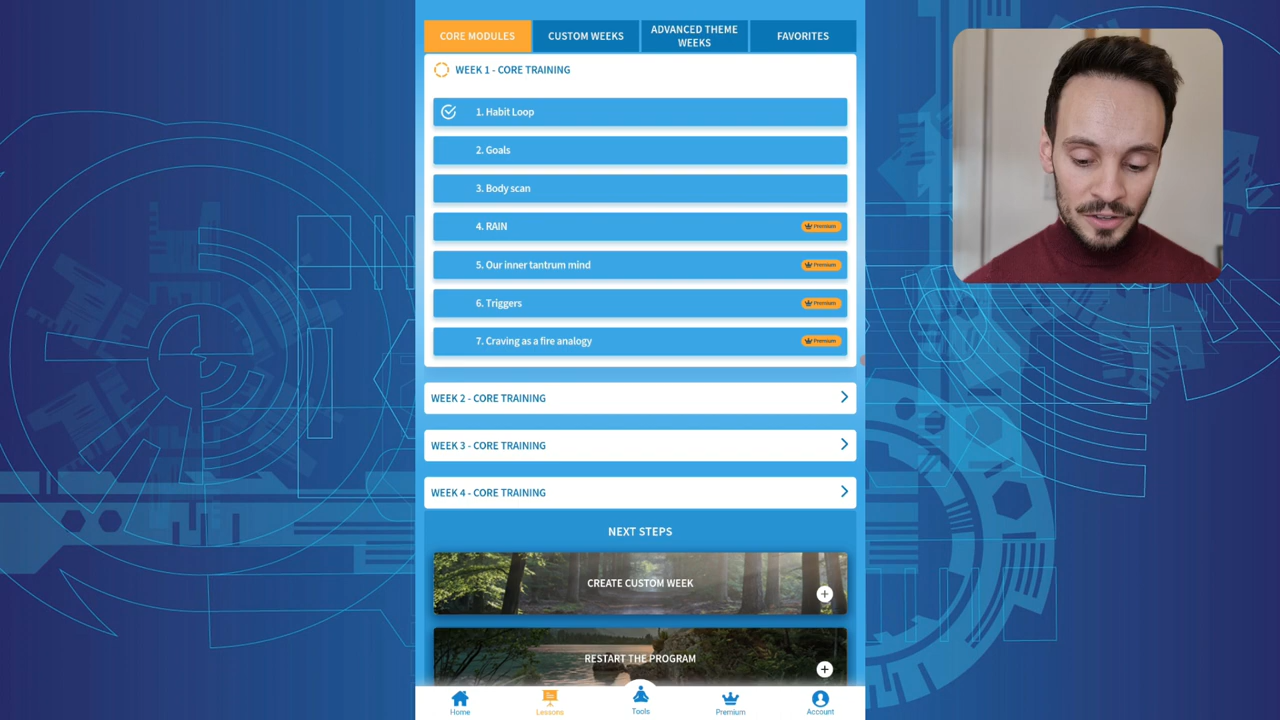 CORE MODULES
CUSTOM WEEKS
ADVANCED THEME
WEEKS
FAVORITES
WEEK 1 - CORE TRAINING
1. Habit Loop
2. Goals
3. Body scan
4. RAIN
Premium
5. Our inner tantrum mind
Premium
6. Triggers
Premium
7. Craving as a fire analogy
Premium
WEEK 2 - CORE TRAINING
WEEK 3 - CORE TRAINING
WEEK 4 - CORE TRAINING
NEXT STEPS
CREATE CUSTOM WEEK
RESTART THE PROGRAM
Home
Lessons
Tools
Premium
Account